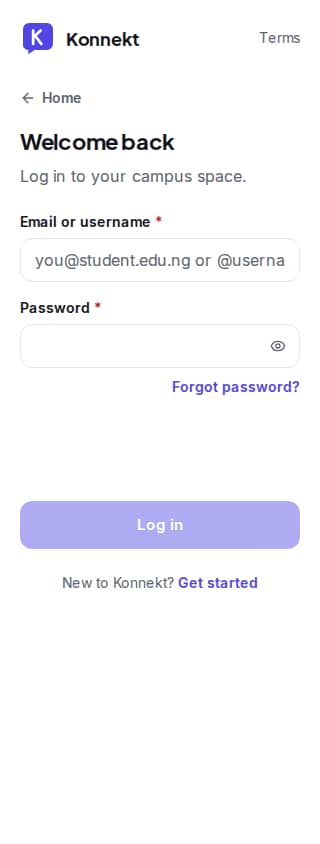 K Konnekt
Terms
← Home
Welcome back
Log in to your campus space.
Email or username *
you@student.edu.ng or @userna
Password *
Forgot password?
Log in
New to Konnekt? Get started